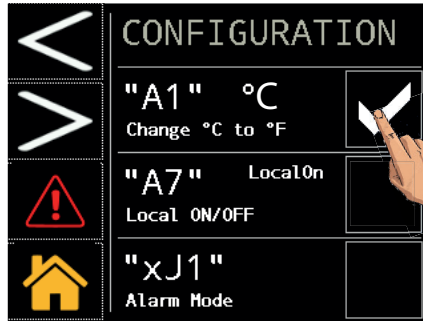 CONFIGURATION
"A1" °C
Change °C to °F
"A7" LocalOn
Local ON/OFF
"xJ1"
Alarm Mode